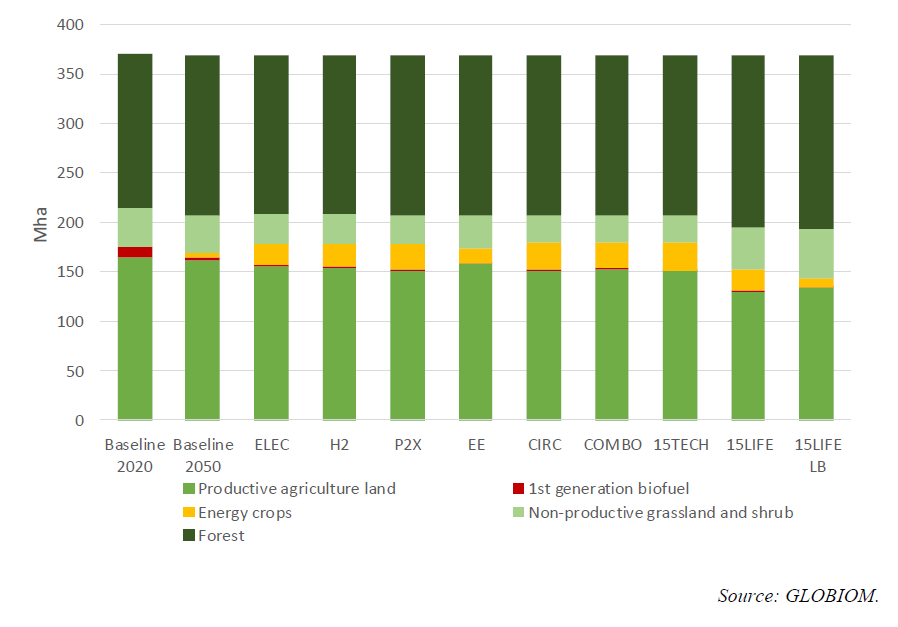 400
350
300
250
200
150
100
50
0
Mha
Baseline 2020
Baseline 2050
ELEC
H2
P2X
EE
CIRC
COMBO
15TECH
15LIFE
15LIFE LB
Productive agriculture land
1st generation biofuel
Energy crops
Non-productive grassland and shrub
Forest
Source: GLOBIOM.